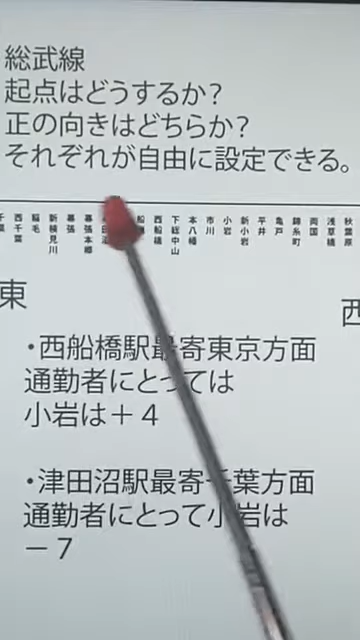 総武線
起点はどうするか?
正の向きはどちらか?
それぞれが自由に設定できる。
西千葉 稲毛 新検見川 幕張 幕張本郷 西船橋 下総中山 本八幡 市川 小岩 新小岩 平井 亀戸 錦糸町 両国 浅草橋 秋葉原
東
西
・西船橋駅最寄東京方面
通勤者にとっては
小岩は+4
・津田沼駅最寄千葉方面
通勤者にとって小岩は
−7